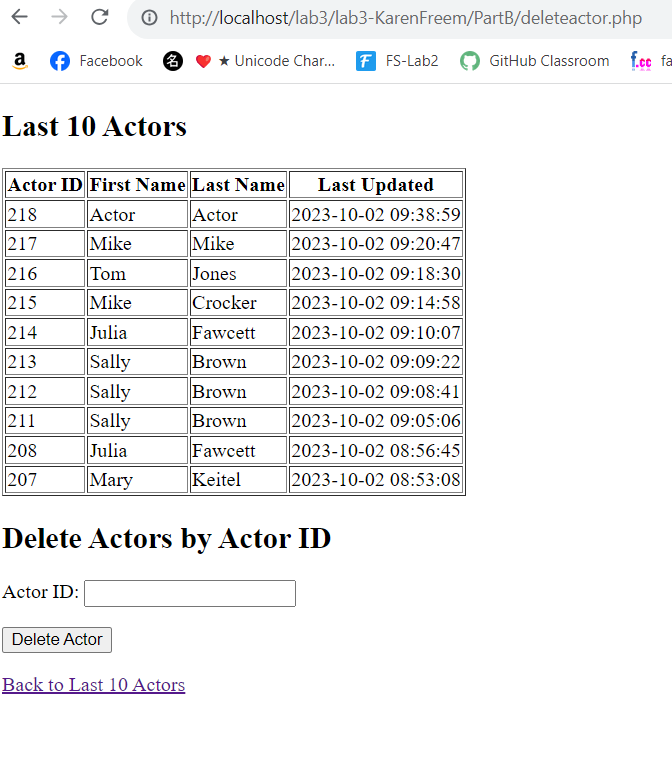 http://localhost/lab3/lab3-KarenFreem/PartB/deleteactor.php
Facebook 名 ★ Unicode Char... FS-Lab2 GitHub Classroom f.cc fa
Last 10 Actors
Actor ID First Name Last Name Last Updated
218 Actor Actor 2023-10-02 09:38:59
217 Mike Mike 2023-10-02 09:20:47
216 Tom Jones 2023-10-02 09:18:30
215 Mike Crocker 2023-10-02 09:14:58
214 Julia Fawcett 2023-10-02 09:10:07
213 Sally Brown 2023-10-02 09:09:22
212 Sally Brown 2023-10-02 09:08:41
211 Sally Brown 2023-10-02 09:05:06
208 Julia Fawcett 2023-10-02 08:56:45
207 Mary Keitel 2023-10-02 08:53:08
Delete Actors by Actor ID
Actor ID:
Delete Actor
Back to Last 10 Actors